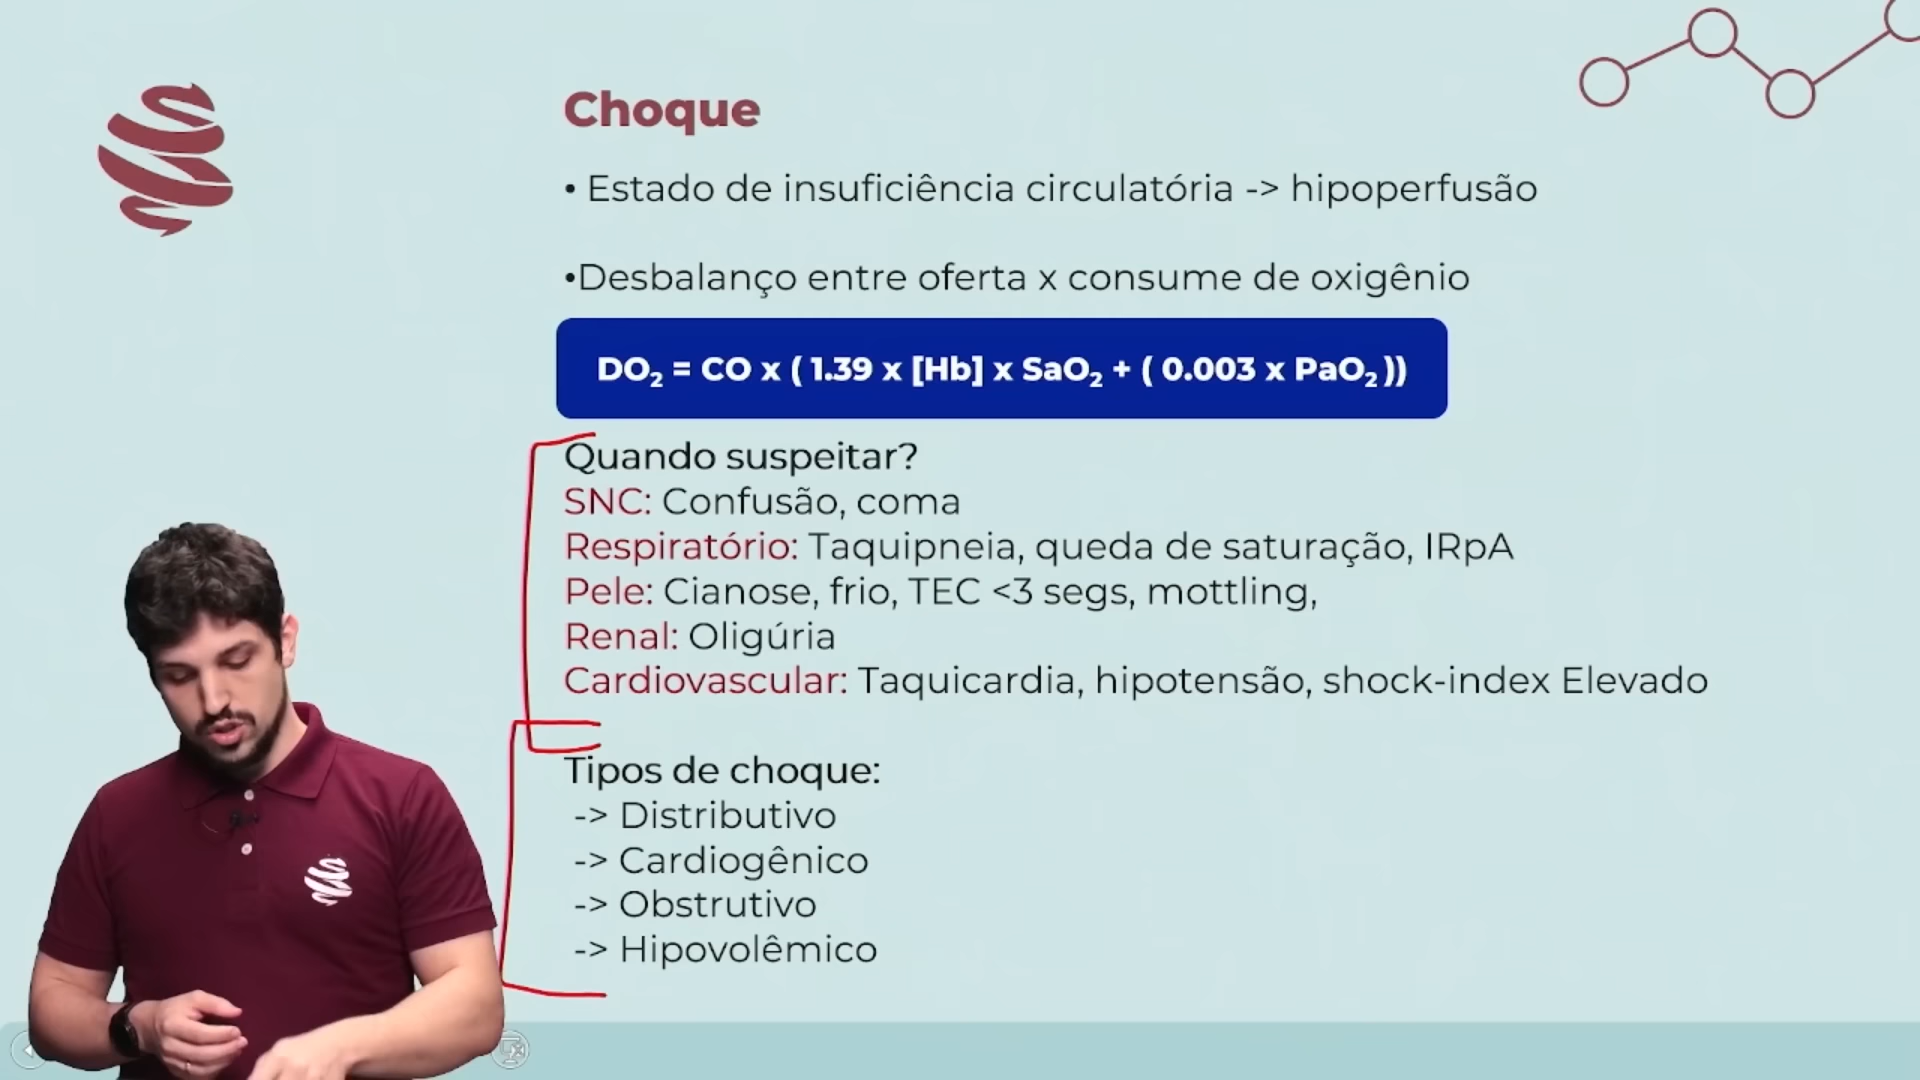 Choque
• Estado de insuficiência circulatória -> hipoperfusão
•Desbalanço entre oferta x consume de oxigênio
DO₂ = CO x ( 1.39 x [Hb] x SaO₂ + ( 0.003 x PaO₂ ))
Quando suspeitar?
SNC: Confusão, coma
Respiratório: Taquipneia, queda de saturação, IRpA
Pele: Cianose, frio, TEC <3 segs, mottling,
Renal: Oligúria
Cardiovascular: Taquicardia, hipotensão, shock-index Elevado
Tipos de choque:
-> Distributivo
-> Cardiogênico
-> Obstrutivo
-> Hipovolêmico